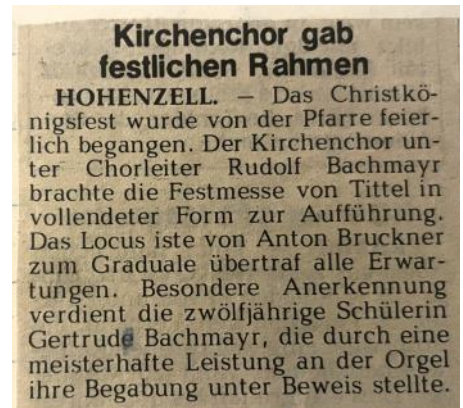 Kirchenchor gab
festlichen Rahmen
HOHENZELL. — Das Christkö-
nigsfest wurde von der Pfarre feier-
lich begangen. Der Kirchenchor un-
ter Chorleiter Rudolf Bachmayr
brachte die Festmesse von Tittel in
vollendeter Form zur Aufführung.
Das Locus iste von Anton Bruckner
zum Graduale übertraf alle Erwar-
tungen. Besondere Anerkennung
verdient die zwölfjährige Schülerin
Gertrude Bachmayr, die durch eine
meisterhafte Leistung an der Orgel
ihre Begabung unter Beweis stellte.